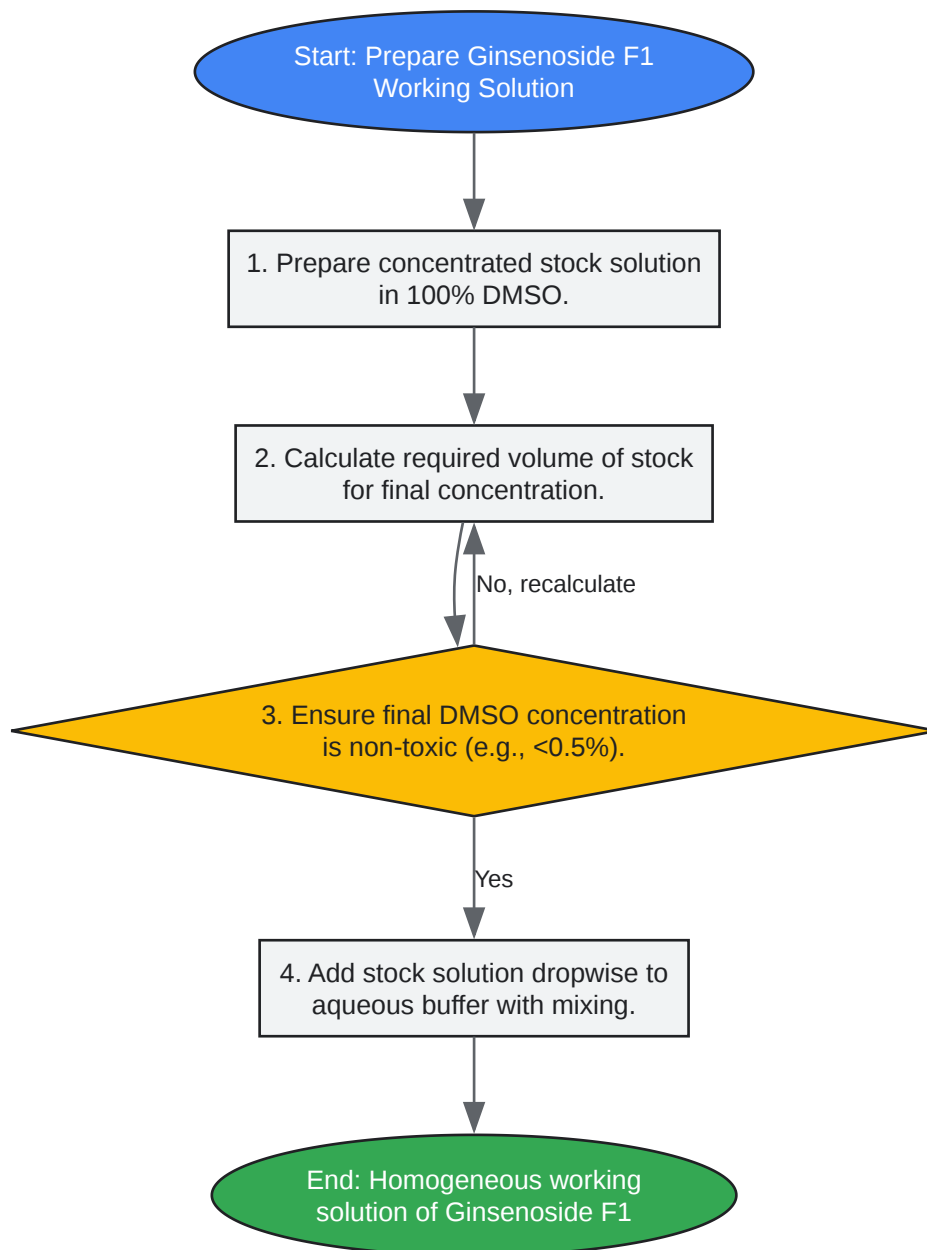 Start: Prepare Ginsenoside F1
Working Solution
1. Prepare concentrated stock solution
in 100% DMSO.
2. Calculate required volume of stock
for final concentration.
No, recalculate
3. Ensure final DMSO concentration
is non-toxic (e.g., <0.5%).
Yes
4. Add stock solution dropwise to
aqueous buffer with mixing.
End: Homogeneous working
solution of Ginsenoside F1